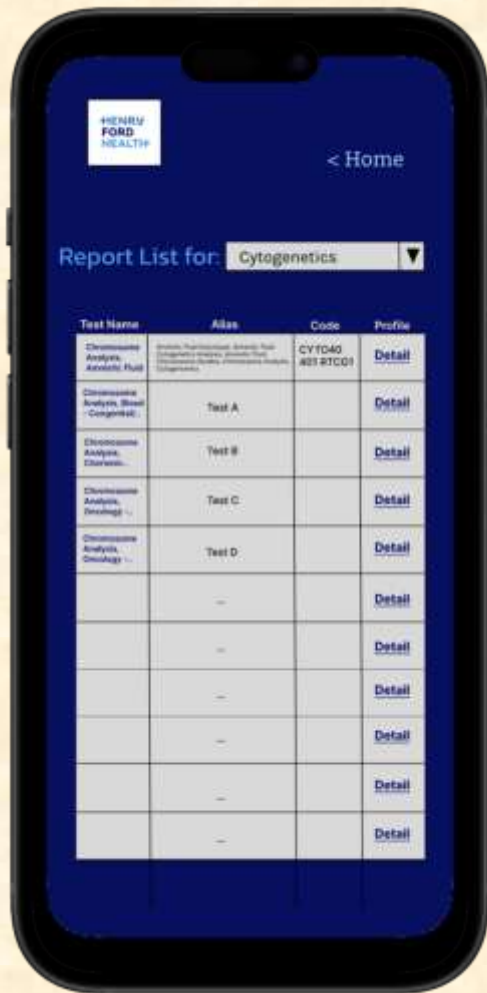 HENRY
FORD
HEALTH
< Home
Report List for: Cytogenetics ▼
Test Name Alias Code Profile
Chromosome
Analysis,
Amniotic Fluid
CYTO40
401 RTCG1
Detail
Chromosome
Analysis, Blood
- Congenital/..
Test A
Detail
Chromosome
Analysis,
Chorionic...
Test B
Detail
Chromosome
Analysis,
Oncology -...
Test C
Detail
Chromosome
Analysis,
Oncology -...
Test D
Detail
...
Detail
...
Detail
...
Detail
...
Detail
...
Detail
...
Detail